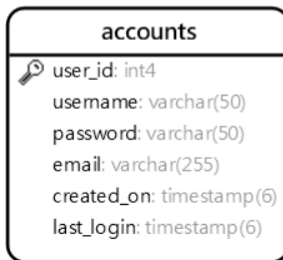 accounts
user_id: int4
username: varchar(50)
password: varchar(50)
email: varchar(255)
created_on: timestamp(6)
last_login: timestamp(6)